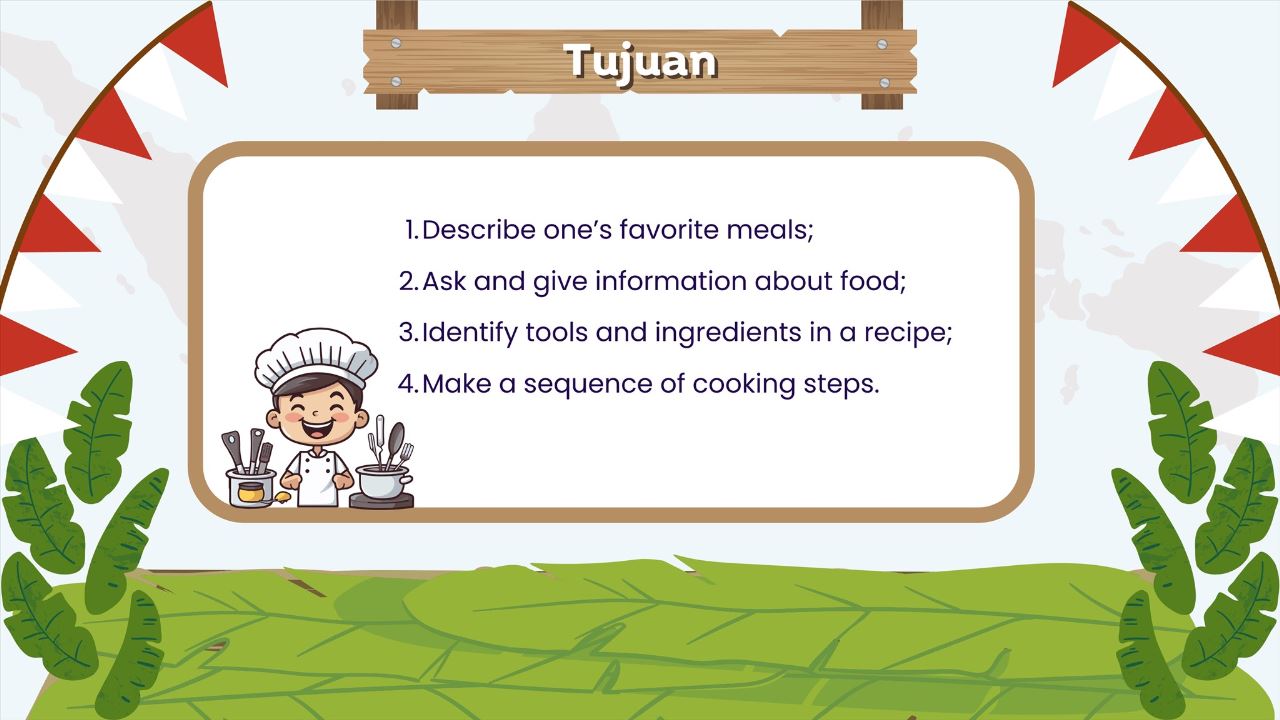 Tujuan
1. Describe one’s favorite meals;
2. Ask and give information about food;
3. Identify tools and ingredients in a recipe;
4. Make a sequence of cooking steps.